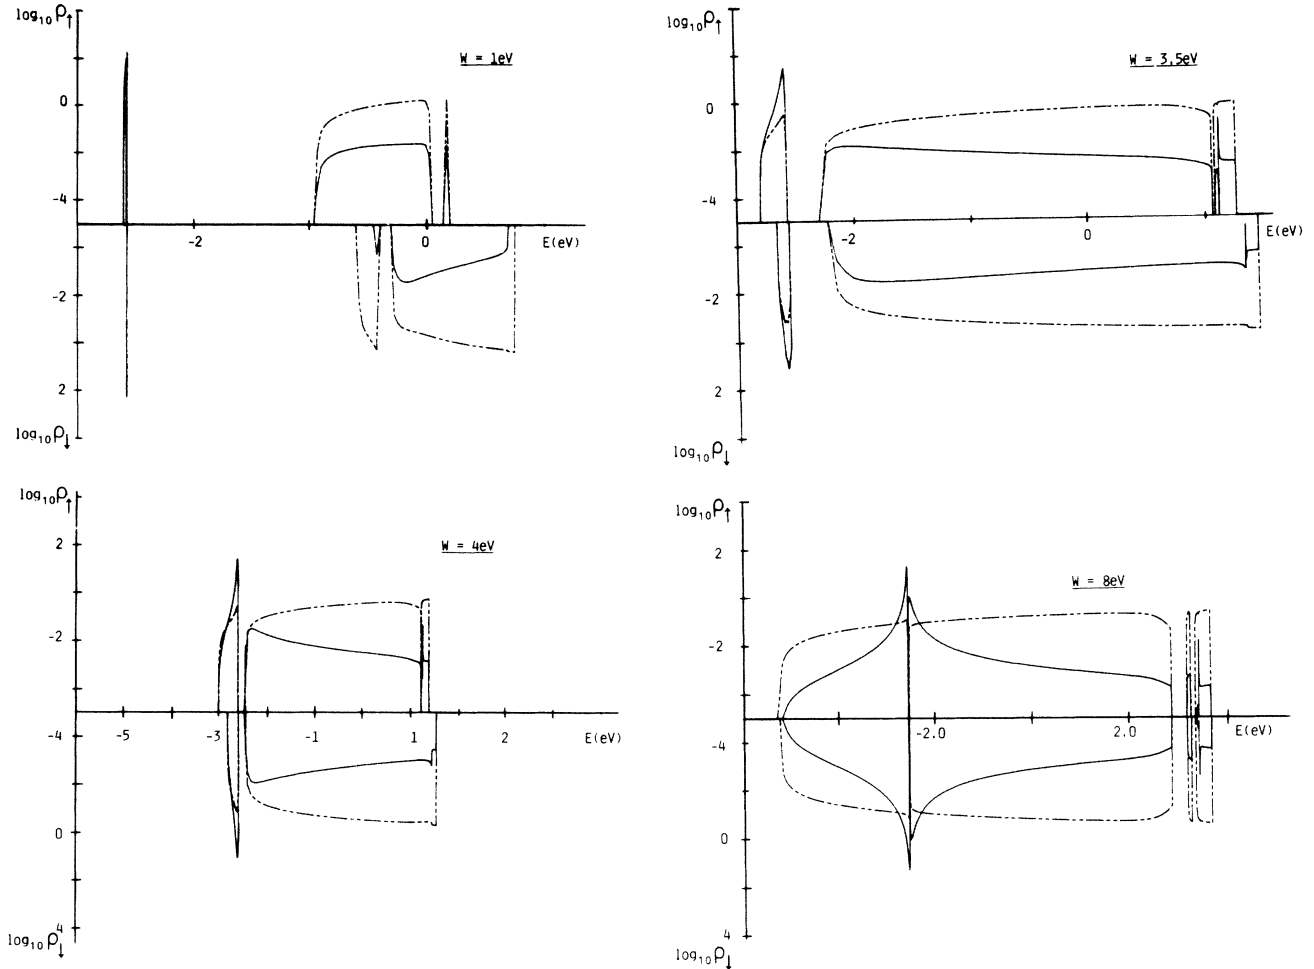 log₁₀ρ↑
W = 1eV
0
-4
-2
0
E(eV)
-2
2
log₁₀ρ↓
log₁₀ρ↑
W = 3.5eV
0
-4
-2
0
E(eV)
-2
2
log₁₀ρ↓
log₁₀ρ↑
2
W = 4eV
-2
-4
-5
-3
-1
1
2
E(eV)
0
4
log₁₀ρ↓
log₁₀ρ↑
2
W = 8eV
-2
-4
-2.0
2.0
E(eV)
0
4
log₁₀ρ↓